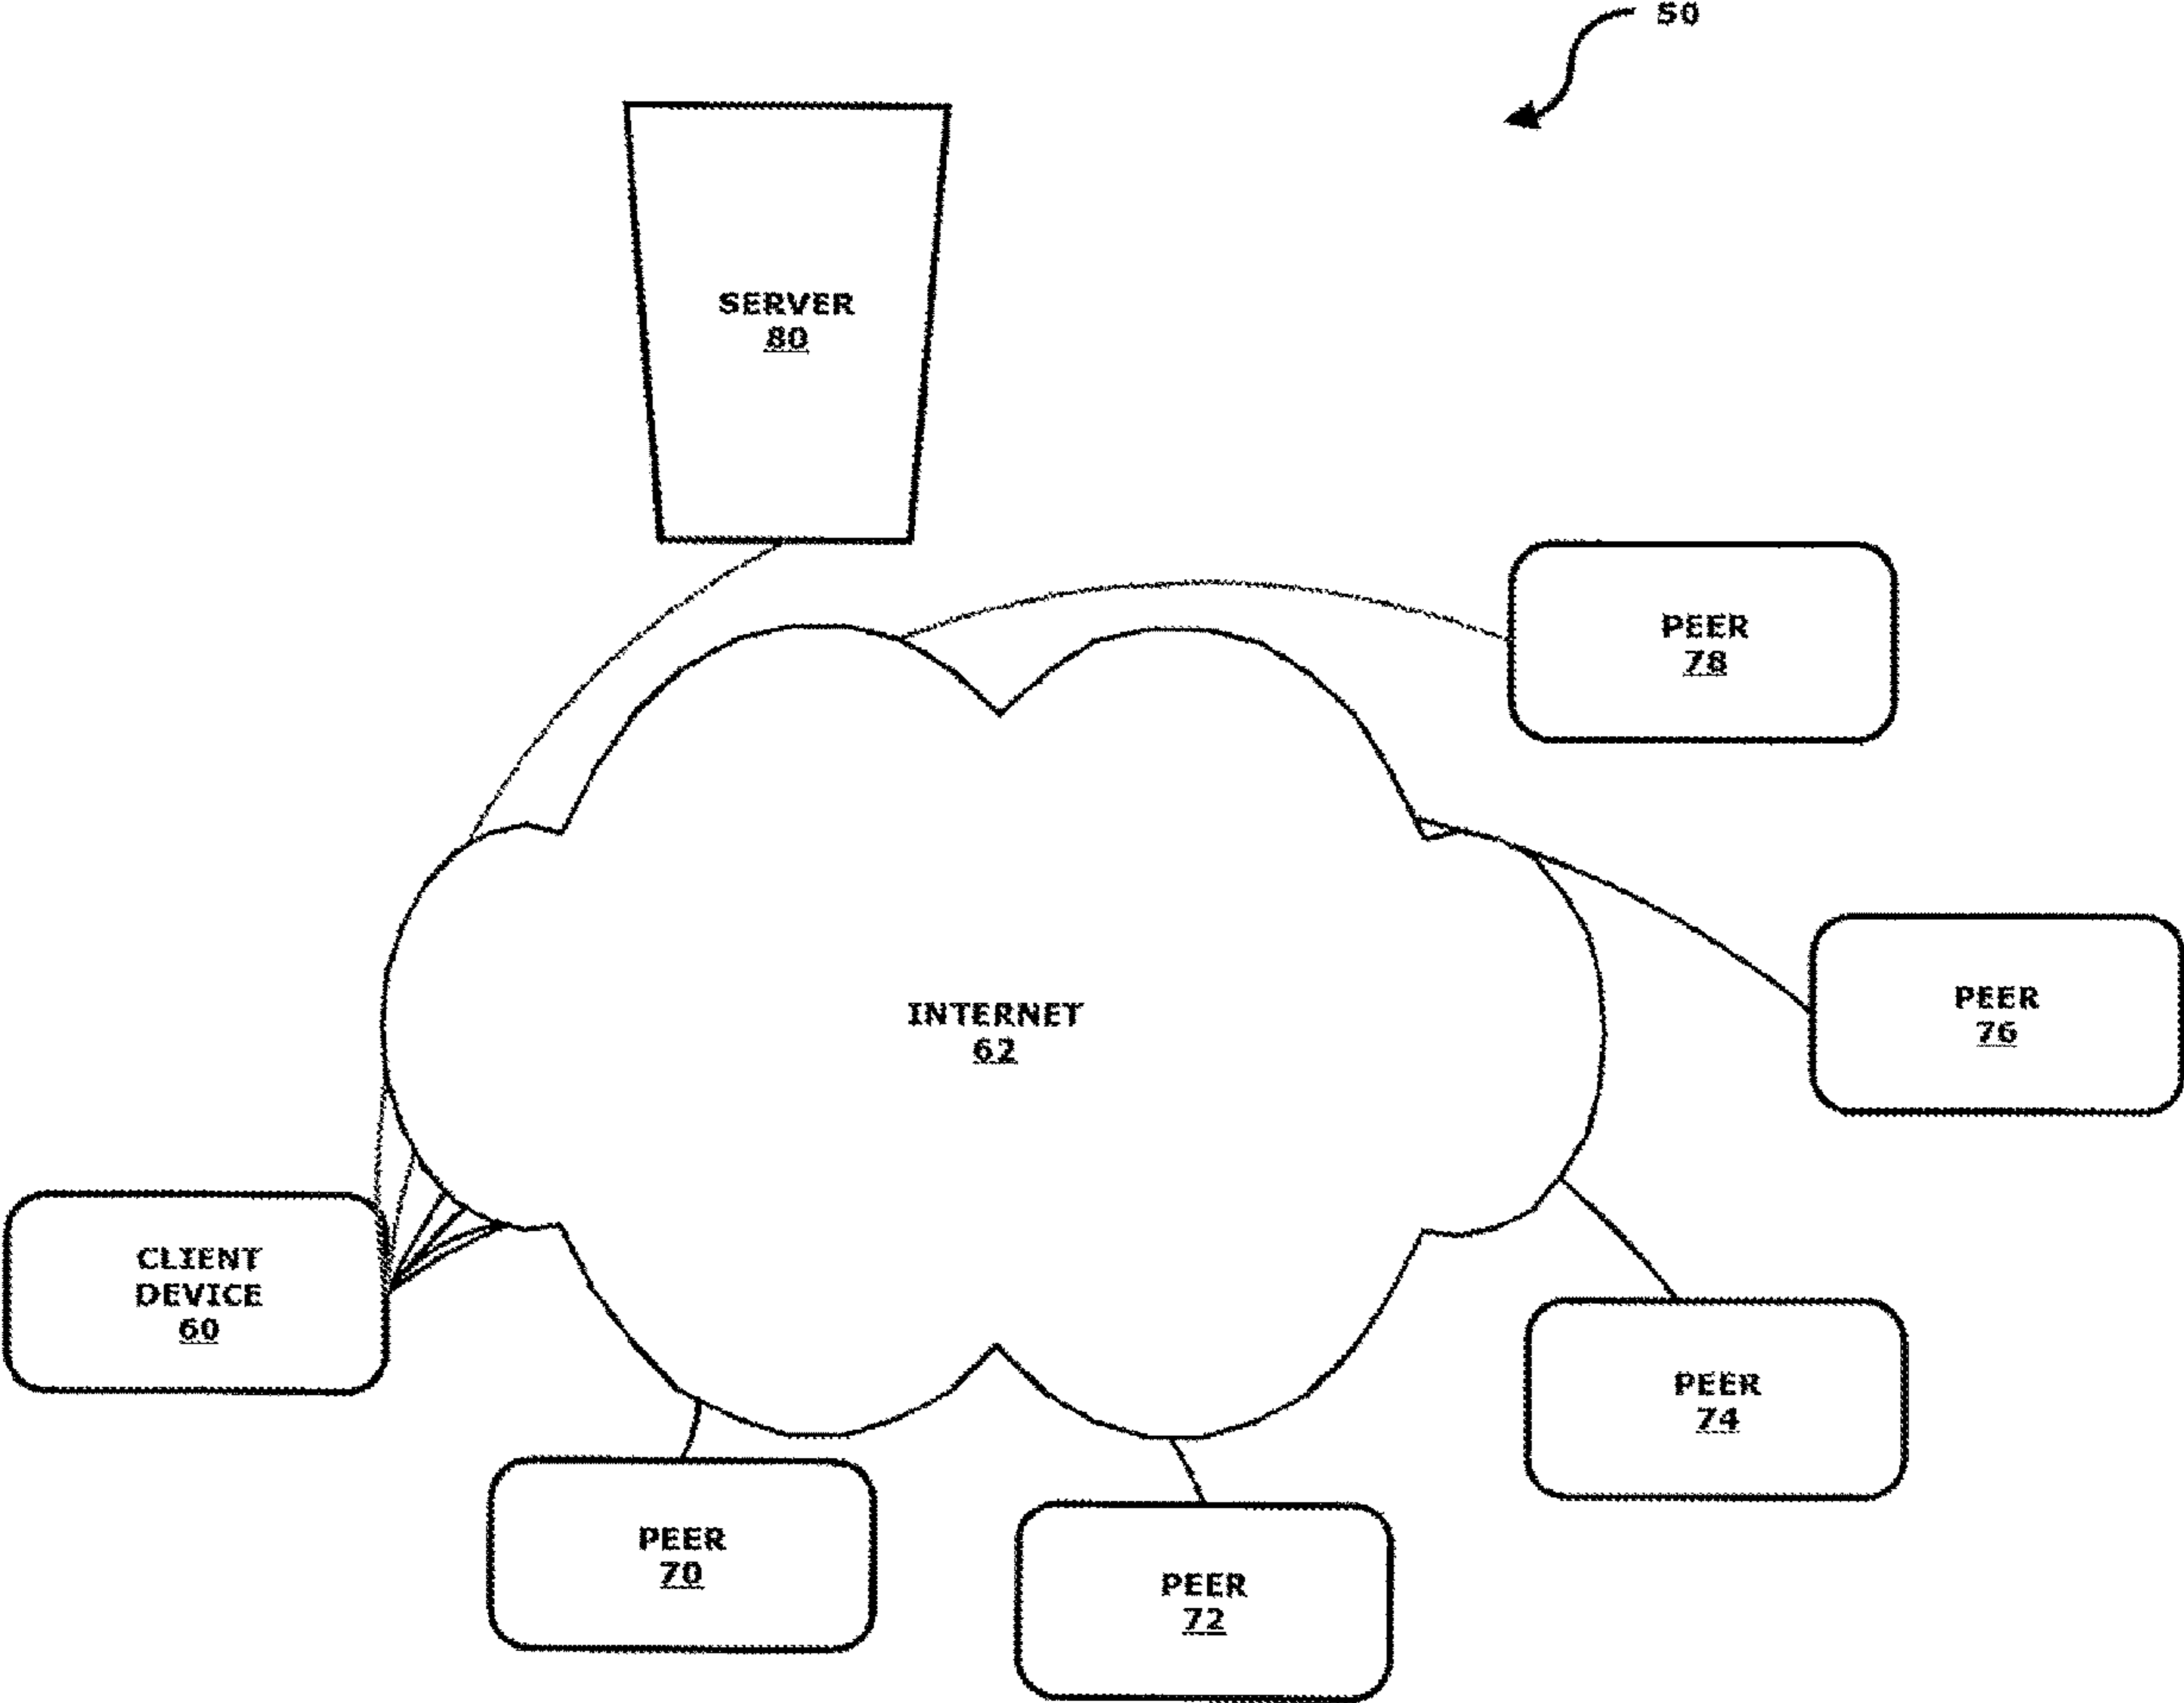 50
SERVER
80
PEER
78
INTERNET
62
PEER
76
CLIENT
DEVICE
60
PEER
74
PEER
70
PEER
72